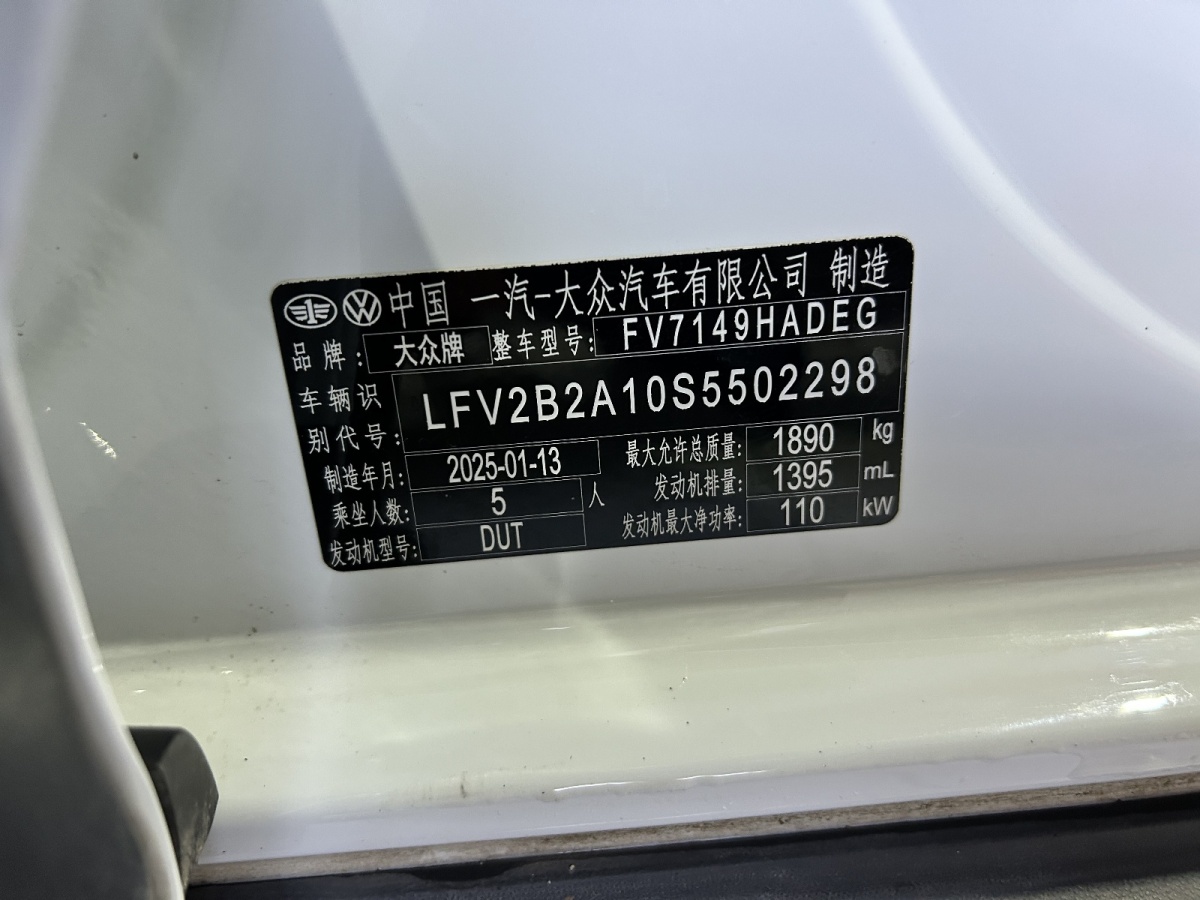 中国 一汽-大众汽车有限公司 制造
品牌: 大众牌 整车型号: FV7149HADEG
车辆识别代号: LFV2B2A10S5502298
制造年月: 2025-01-13 最大允许总质量: 1890 kg
乘坐人数: 5 人 发动机排量: 1395 mL
发动机型号: DUT 发动机最大净功率: 110 kW